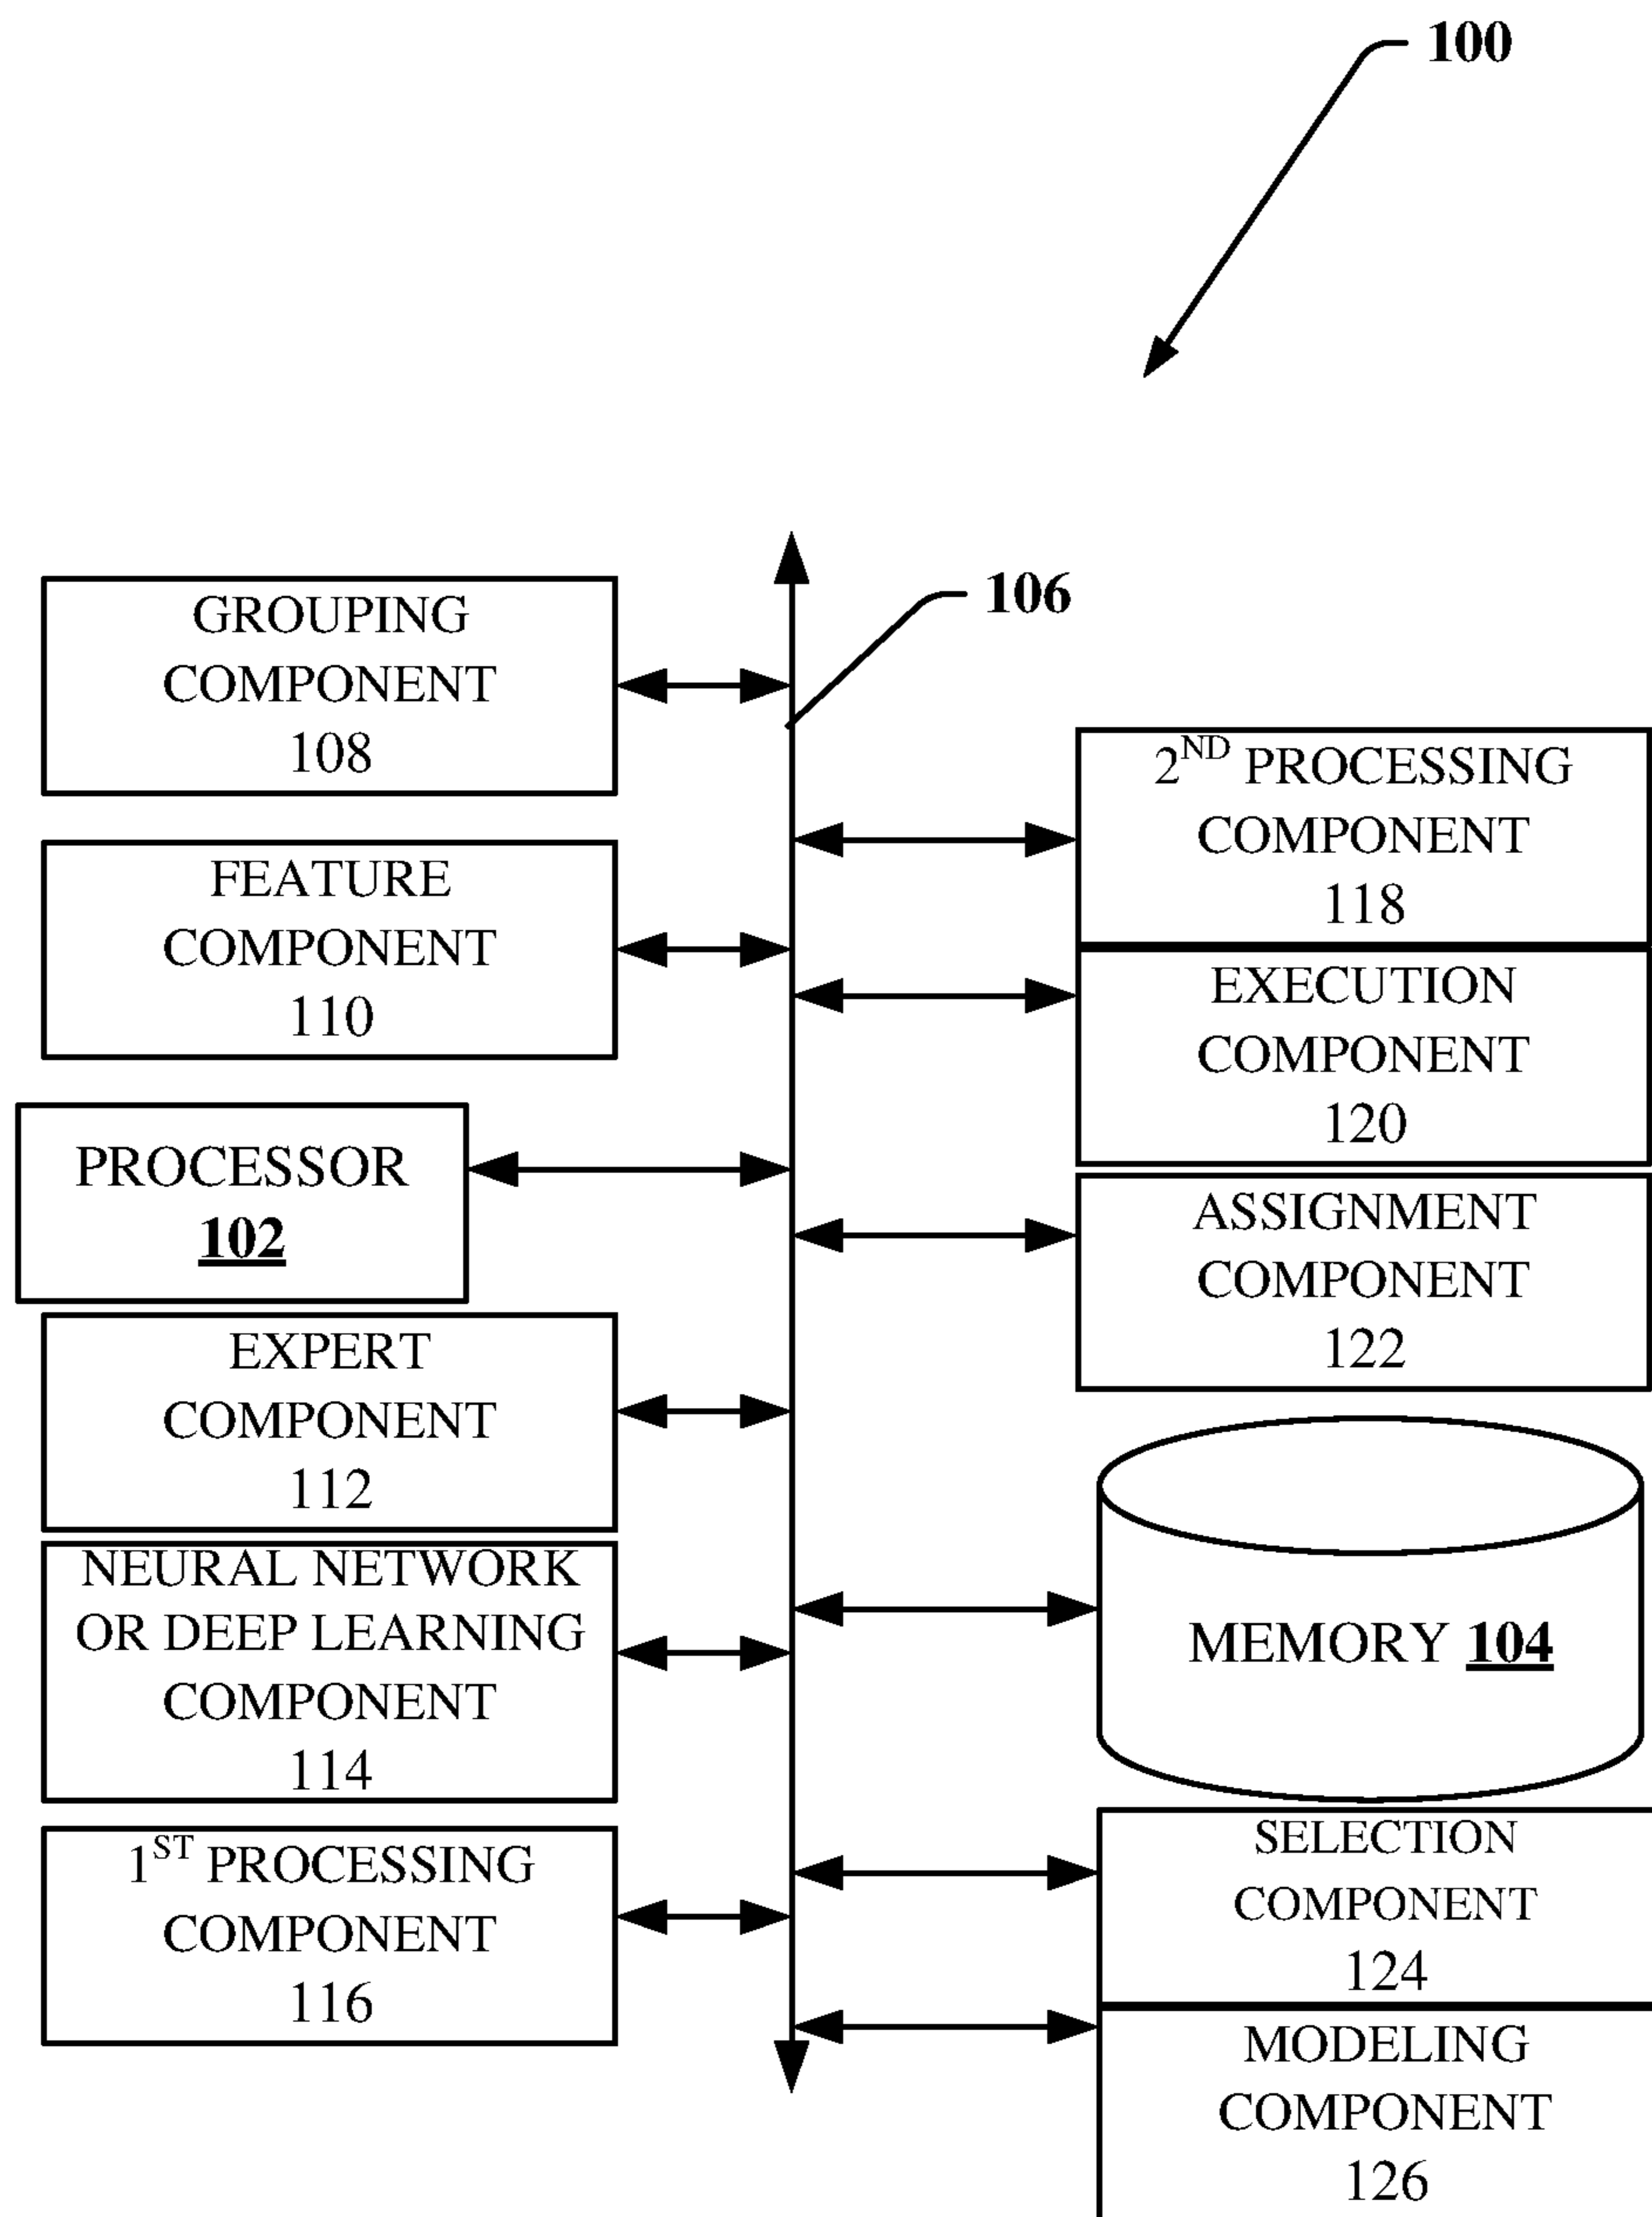 100
106
GROUPING
COMPONENT
108
FEATURE
COMPONENT
110
PROCESSOR
102
EXPERT
COMPONENT
112
NEURAL NETWORK
OR DEEP LEARNING
COMPONENT
114
1ST PROCESSING
COMPONENT
116
2ND PROCESSING
COMPONENT
118
EXECUTION
COMPONENT
120
ASSIGNMENT
COMPONENT
122
MEMORY 104
SELECTION
COMPONENT
124
MODELING
COMPONENT
126